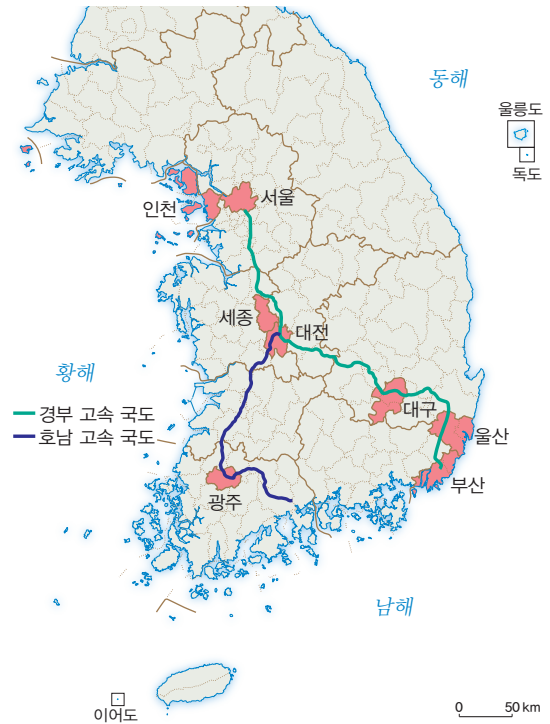 동해
울릉도
독도
인천
서울
세종
대전
황해
경부 고속 국도
호남 고속 국도
대구
울산
부산
광주
남해
이어도
0 50 km